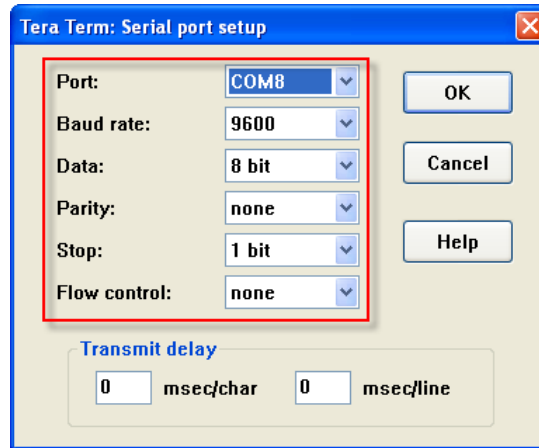 Tera Term: Serial port setup
Port: COM8
OK
Baud rate: 9600
Data: 8 bit
Cancel
Parity: none
Stop: 1 bit
Help
Flow control: none
Transmit delay
0 msec/char 0 msec/line